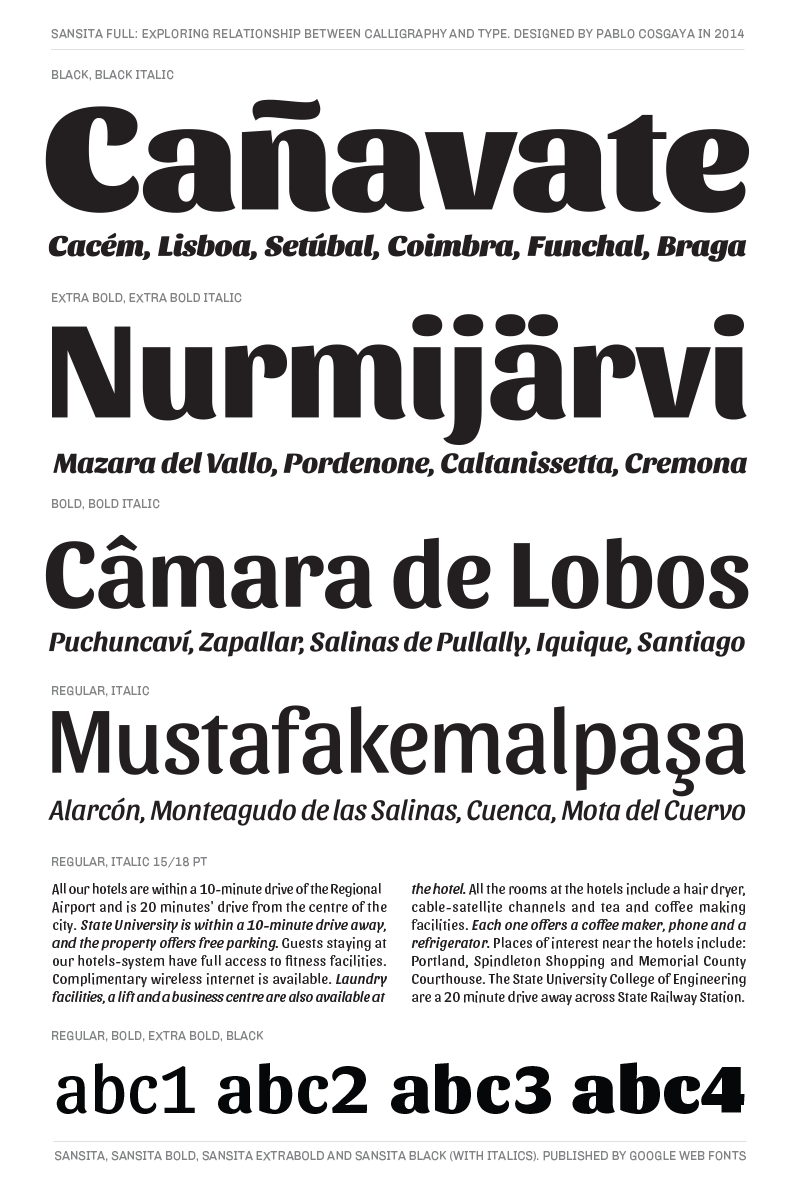 SANSITA FULL: EXPLORING RELATIONSHIP BETWEEN CALLIGRAPHY AND TYPE. DESIGNED BY PABLO COSGAYA IN 2014
BLACK, BLACK ITALIC
Cañavate
Cacém, Lisboa, Setúbal, Coimbra, Funchal, Braga
EXTRA BOLD, EXTRA BOLD ITALIC
Nurmijärvi
Mazara del Vallo, Pordenone, Caltanissetta, Cremona
BOLD, BOLD ITALIC
Câmara de Lobos
Puchuncaví, Zapallar, Salinas de Pullally, Iquique, Santiago
REGULAR, ITALIC
Mustafakemalpaşa
Alarcón, Monteagudo de las Salinas, Cuenca, Mota del Cuervo
REGULAR, ITALIC 15/18 PT
All our hotels are within a 10-minute drive of the Regional
Airport and is 20 minutes' drive from the centre of the
city. State University is within a 10-minute drive away,
and the property offers free parking. Guests staying at
our hotels-system have full access to fitness facilities.
Complimentary wireless internet is available. Laundry
facilities, a lift and a business centre are also available at
the hotel. All the rooms at the hotels include a hair dryer,
cable-satellite channels and tea and coffee making
facilities. Each one offers a coffee maker, phone and a
refrigerator. Places of interest near the hotels include:
Portland, Spindleton Shopping and Memorial County
Courthouse. The State University College of Engineering
are a 20 minute drive away across State Railway Station.
REGULAR, BOLD, EXTRA BOLD, BLACK
abc1 abc2 abc3 abc4
SANSITA, SANSITA BOLD, SANSITA EXTRABOLD AND SANSITA BLACK (WITH ITALICS). PUBLISHED BY GOOGLE WEB FONTS